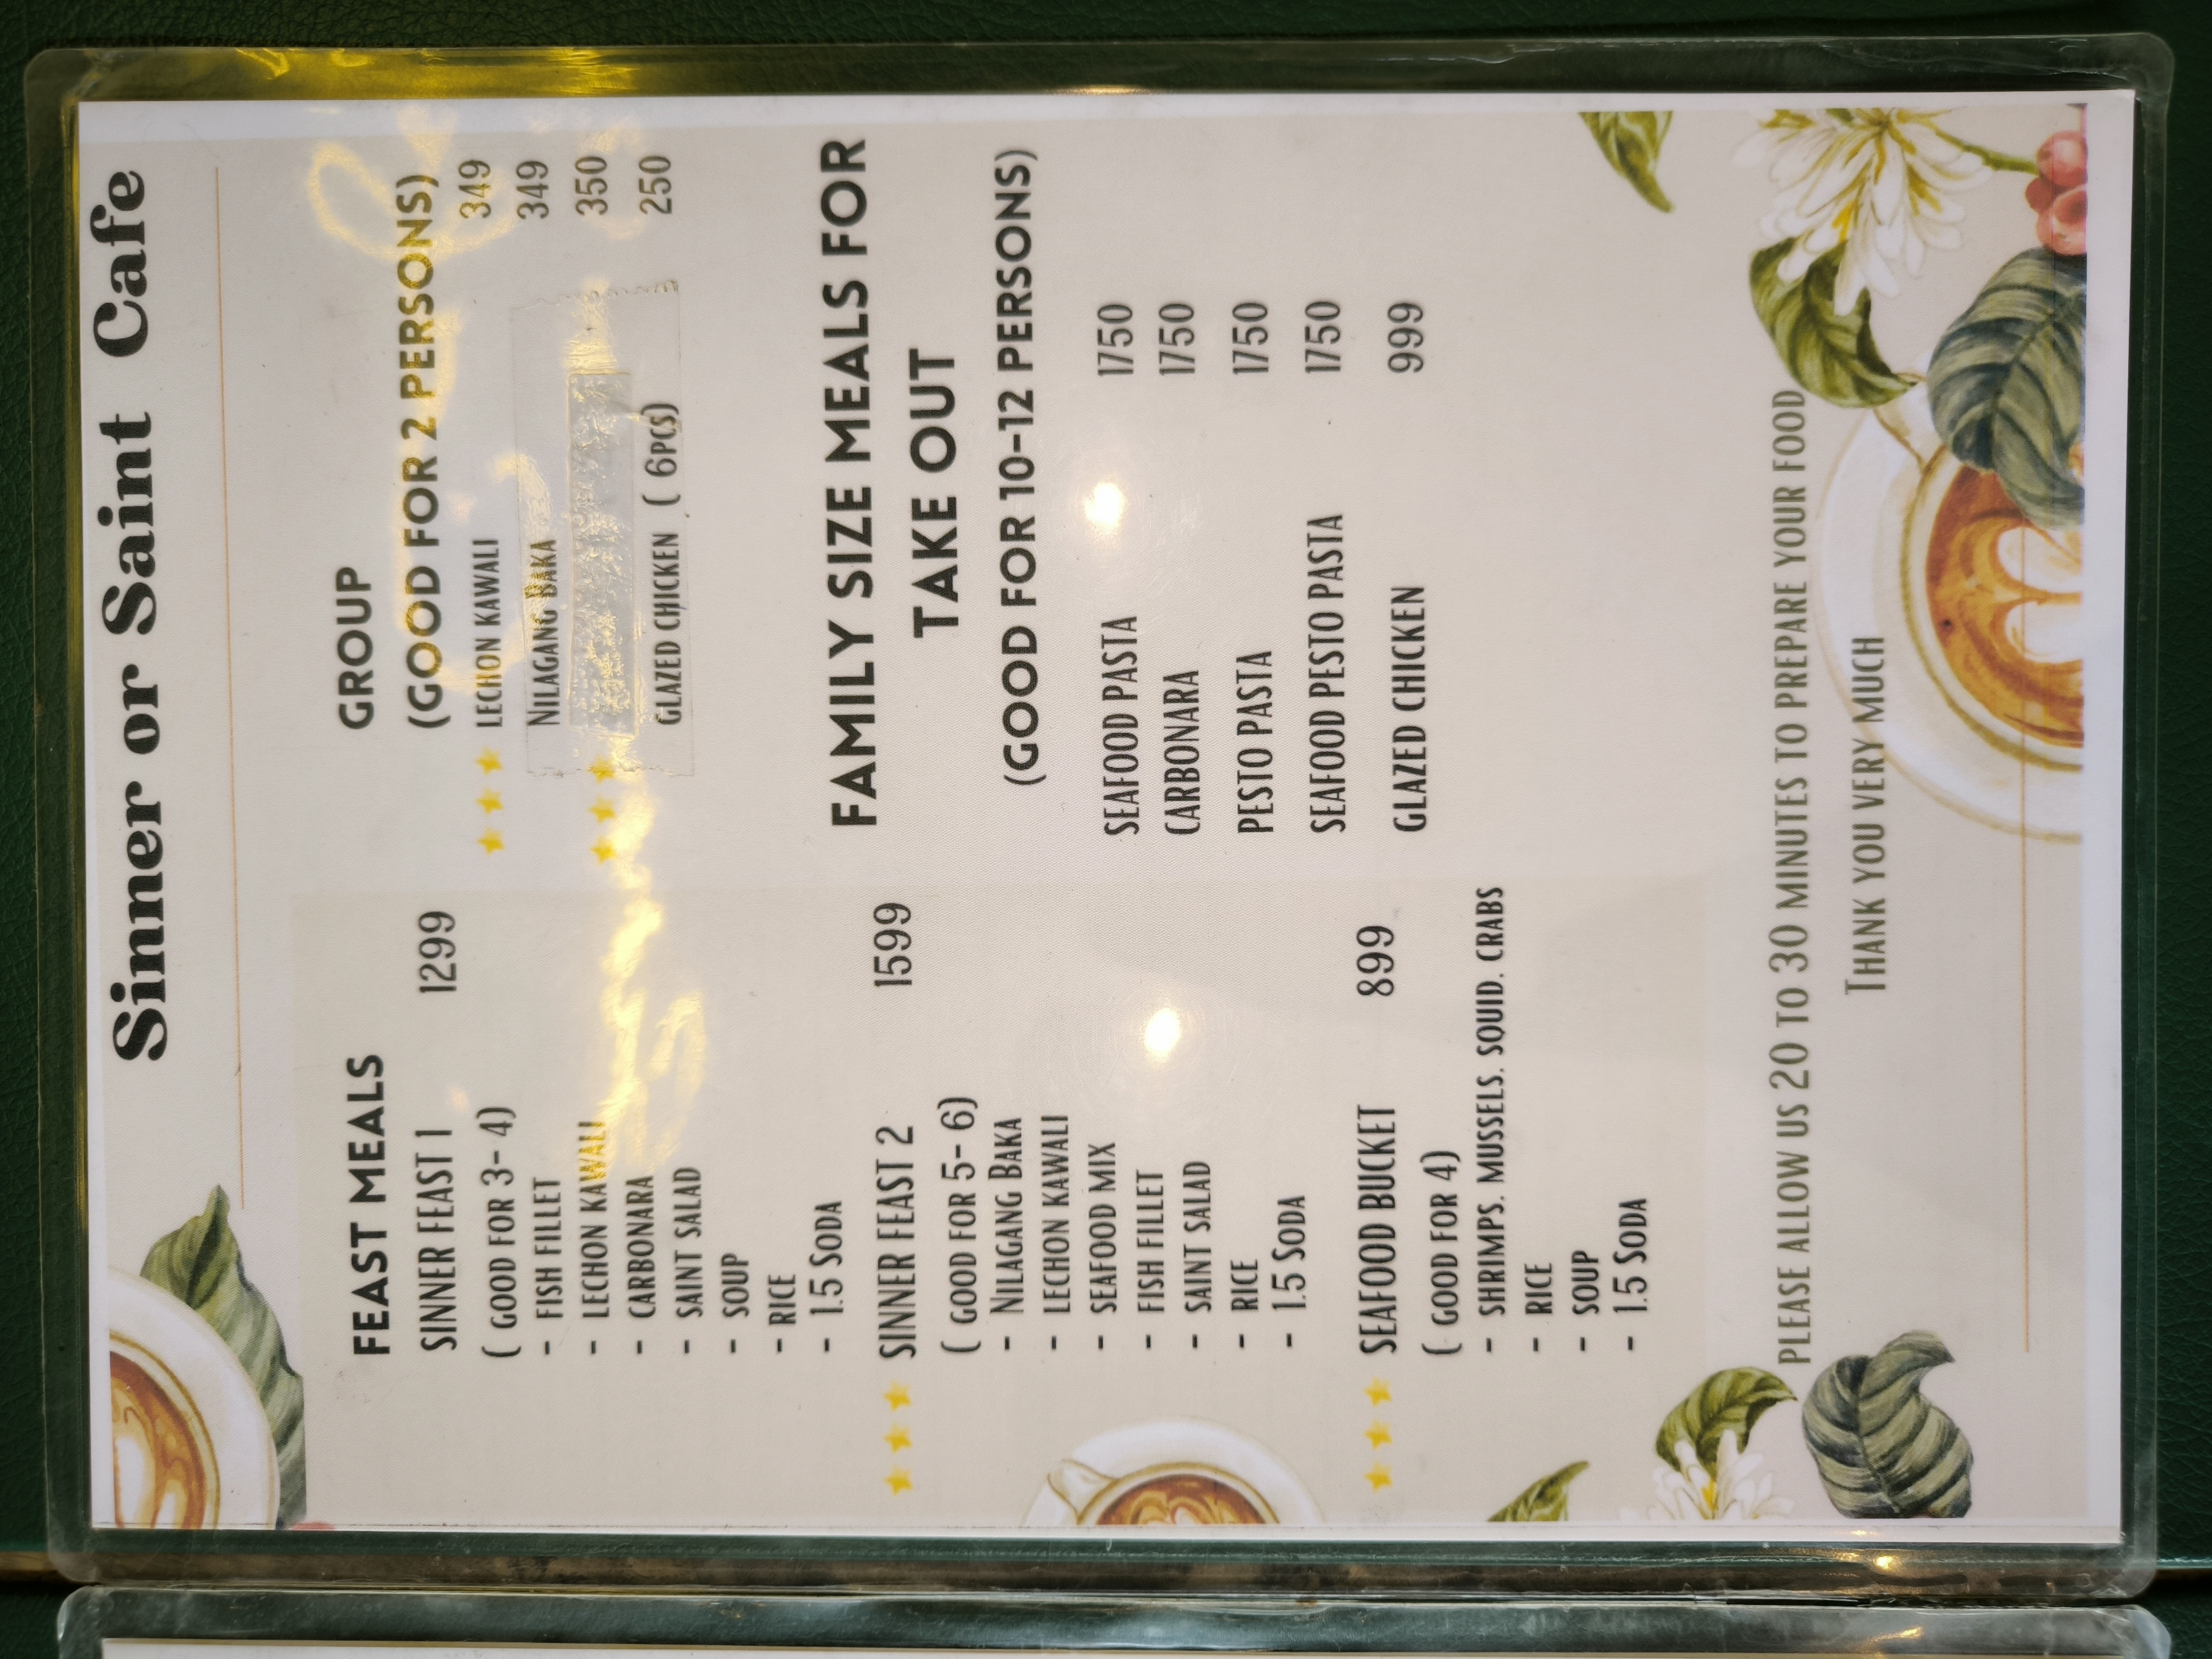 Sinner or Saint Cafe
FEAST MEALS
SINNER FEAST 1 1299
( GOOD FOR 3- 4)
- FISH FILLET
- LECHON KAWALI
- CARBONARA
- SAINT SALAD
- SOUP
- RICE
- 1.5 SODA
SINNER FEAST 2 1599
( GOOD FOR 5- 6)
- NILAGANG BAKA
- LECHON KAWALI
- SEAFOOD MIX
- FISH FILLET
- SAINT SALAD
- RICE
- 1.5 SODA
SEAFOOD BUCKET 899
( GOOD FOR 4)
- SHRIMPS, MUSSELS, SQUID, CRABS
- RICE
- SOUP
- 1.5 SODA
GROUP
(GOOD FOR 2 PERSONS)
LECHON KAWALI 349
NILAGANG BAKA 349
350
GLAZED CHICKEN ( 6PCS) 250
FAMILY SIZE MEALS FOR
TAKE OUT
(GOOD FOR 10-12 PERSONS)
SEAFOOD PASTA 1750
CARBONARA 1750
PESTO PASTA 1750
SEAFOOD PESTO PASTA 1750
GLAZED CHICKEN 999
PLEASE ALLOW US 20 TO 30 MINUTES TO PREPARE YOUR FOOD
THANK YOU VERY MUCH